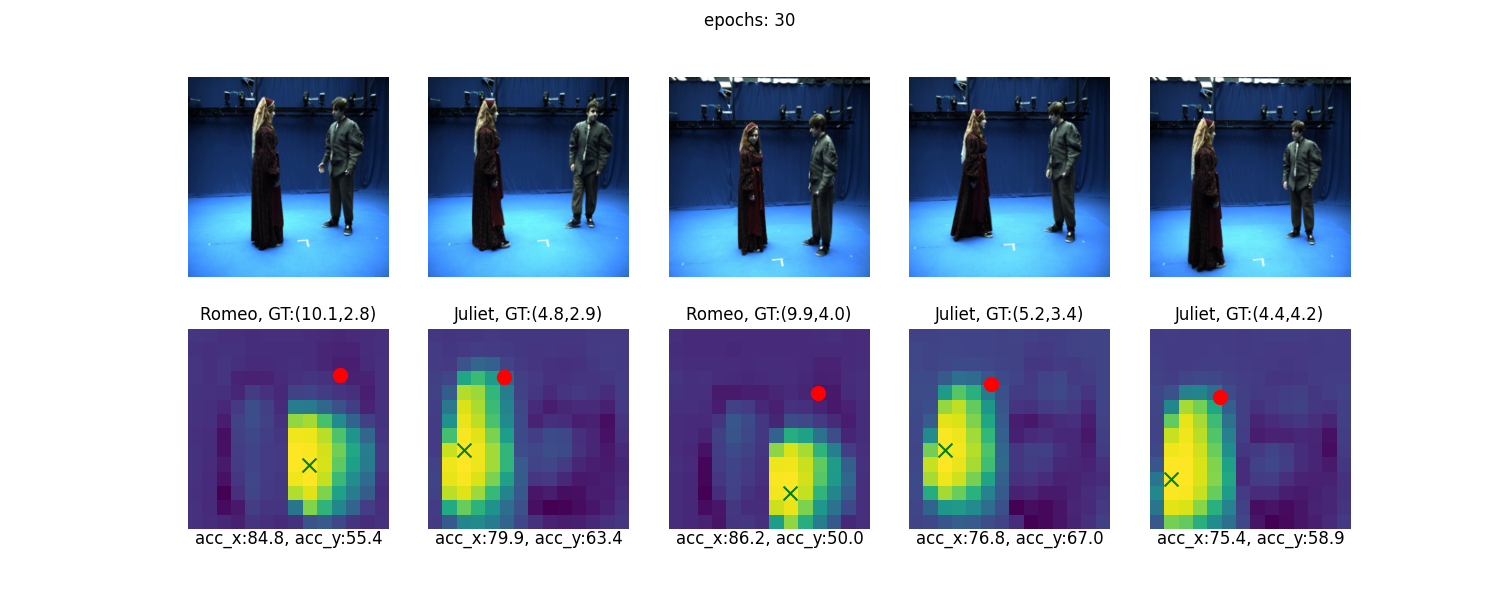 epochs: 30
Romeo, GT:(10.1,2.8)
Juliet, GT:(4.8,2.9)
Romeo, GT:(9.9,4.0)
Juliet, GT:(5.2,3.4)
Juliet, GT:(4.4,4.2)
acc_x:84.8, acc_y:55.4
acc_x:79.9, acc_y:63.4
acc_x:86.2, acc_y:50.0
acc_x:76.8, acc_y:67.0
acc_x:75.4, acc_y:58.9